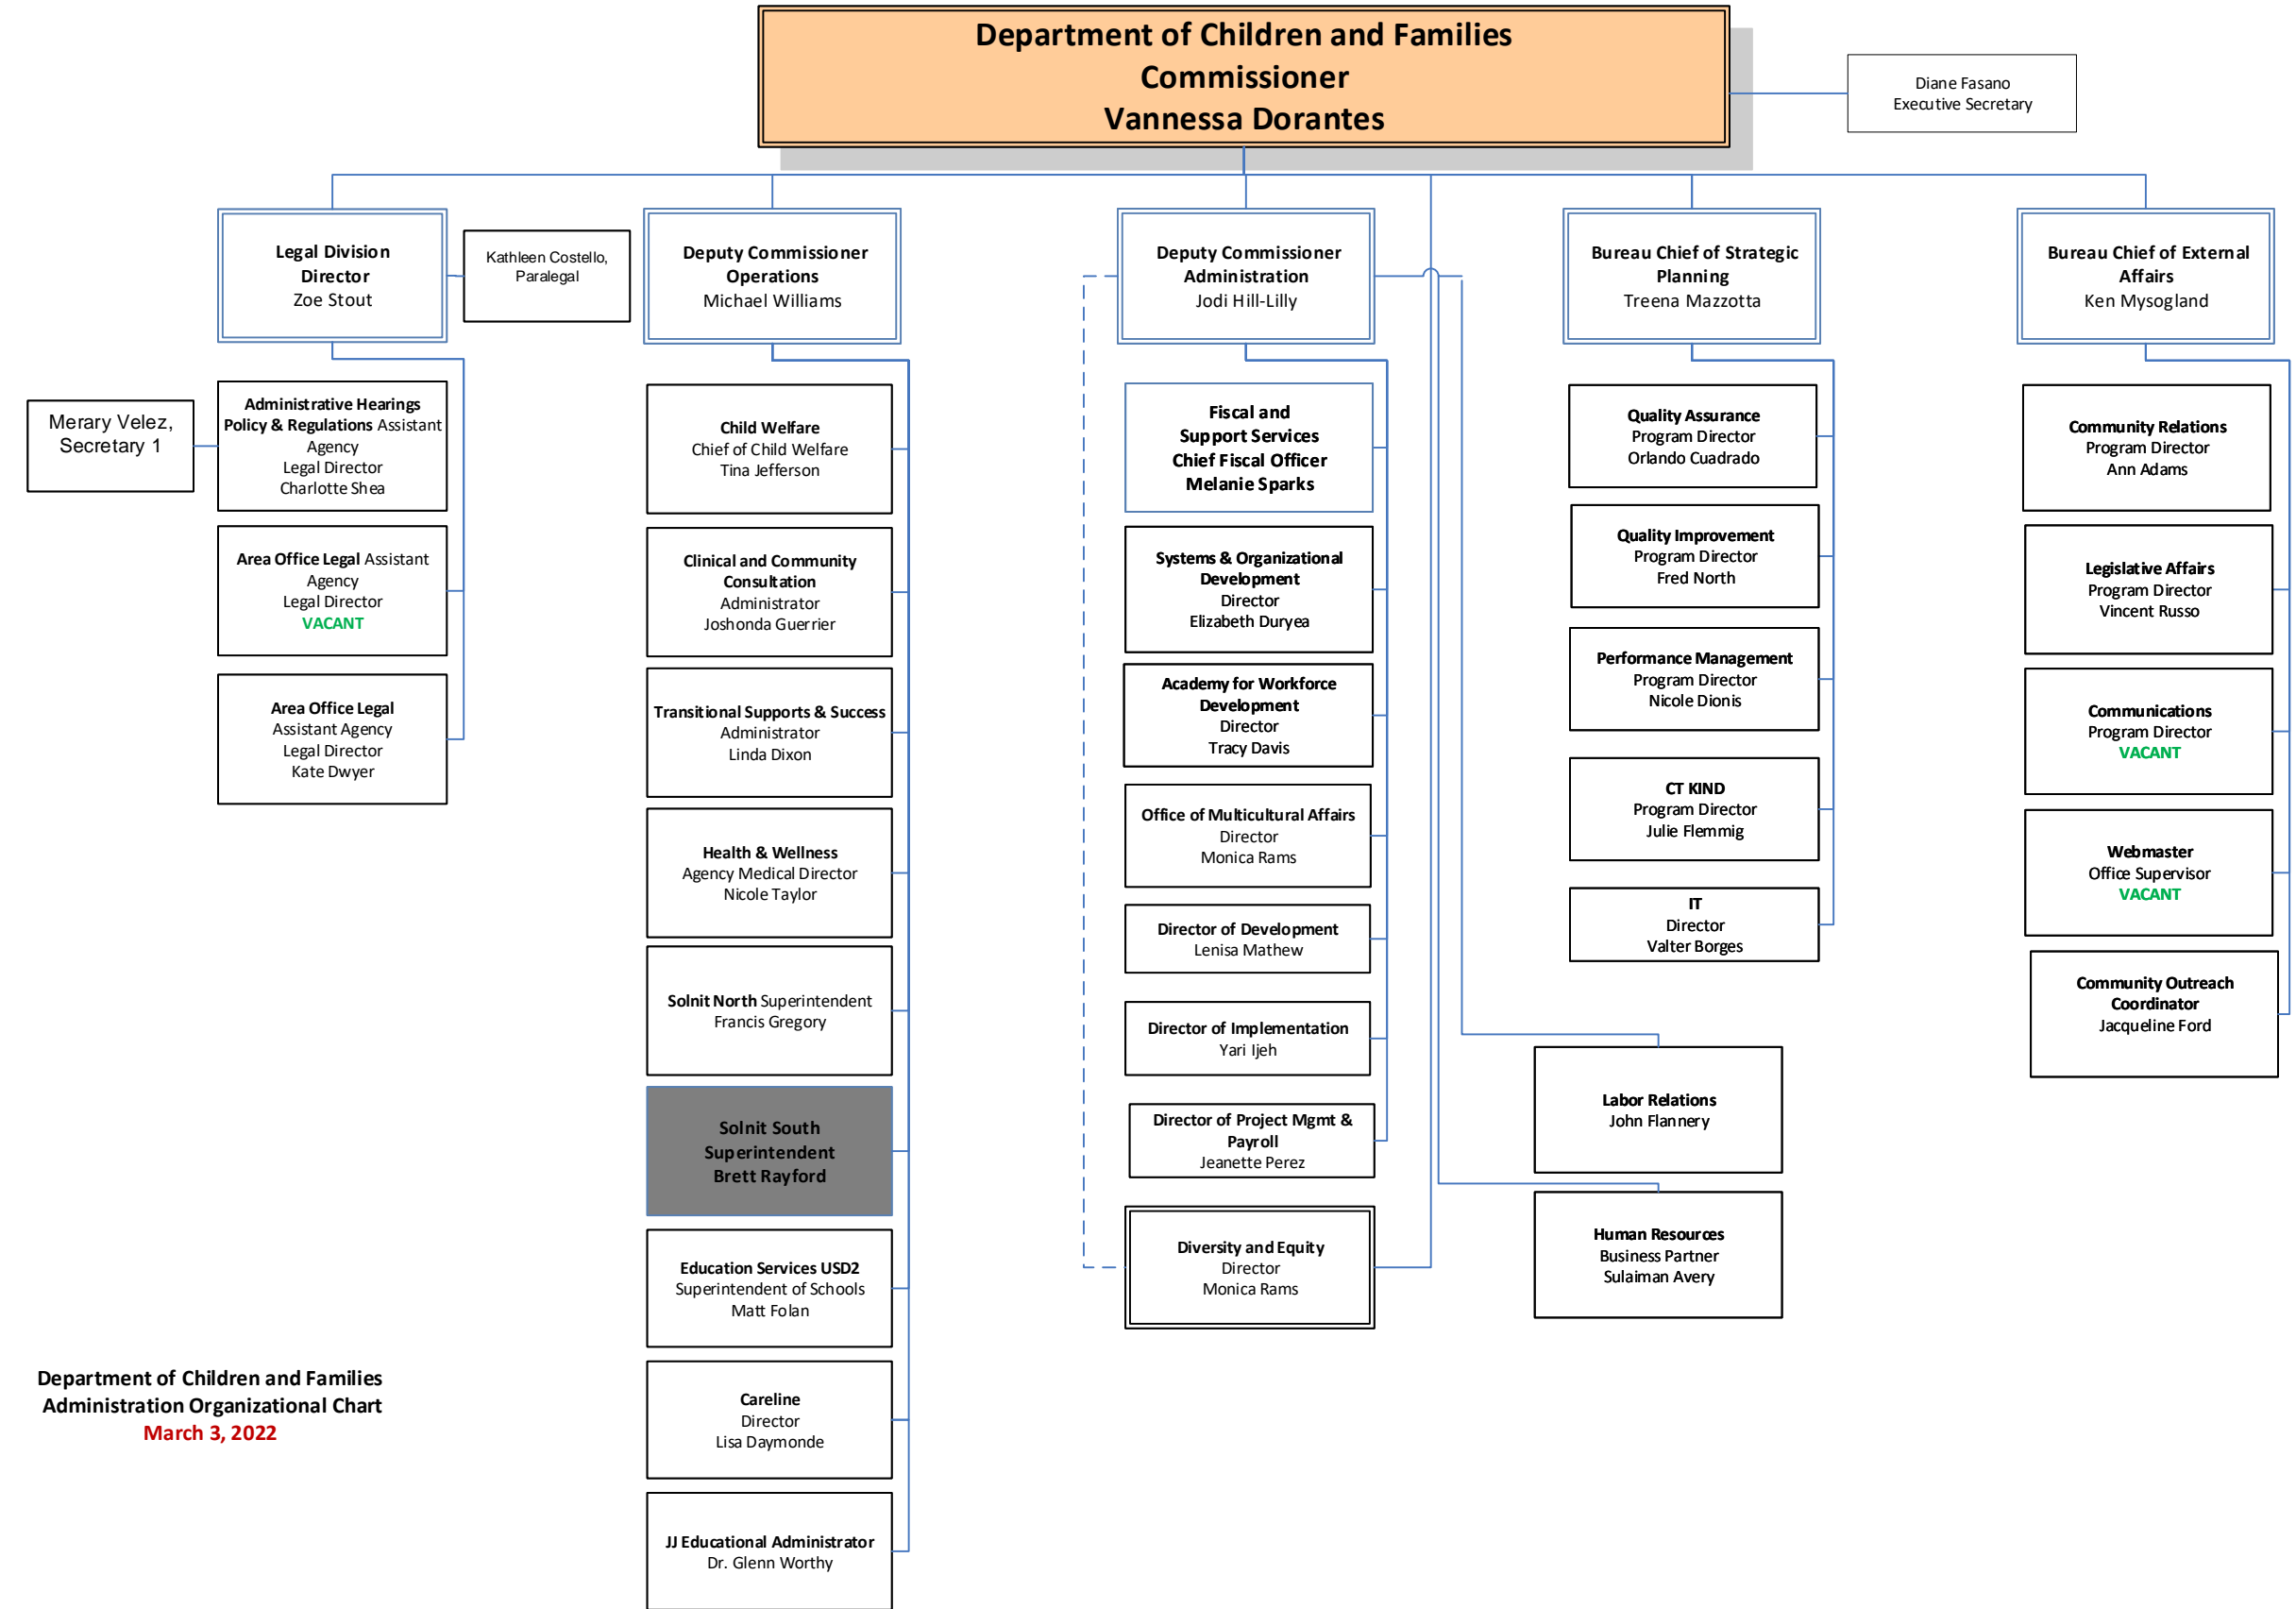 Department of Children and Families
Commissioner
Vannessa Dorantes
Diane Fasano
Executive Secretary
Legal Division
Director
Zoe Stout
Kathleen Costello,
Paralegal
Deputy Commissioner
Operations
Michael Williams
Deputy Commissioner
Administration
Jodi Hill-Lilly
Bureau Chief of Strategic
Planning
Treena Mazzotta
Bureau Chief of External
Affairs
Ken Mysogland
Merary Velez,
Secretary 1
Administrative Hearings
Policy & Regulations Assistant
Agency
Legal Director
Charlotte Shea
Area Office Legal Assistant
Agency
Legal Director
VACANT
Area Office Legal
Assistant Agency
Legal Director
Kate Dwyer
Child Welfare
Chief of Child Welfare
Tina Jefferson
Clinical and Community
Consultation
Administrator
Joshonda Guerrier
Transitional Supports & Success
Administrator
Linda Dixon
Health & Wellness
Agency Medical Director
Nicole Taylor
Solnit North Superintendent
Francis Gregory
Solnit South
Superintendent
Brett Rayford
Education Services USD2
Superintendent of Schools
Matt Folan
Careline
Director
Lisa Daymonde
JJ Educational Administrator
Dr. Glenn Worthy
Fiscal and
Support Services
Chief Fiscal Officer
Melanie Sparks
Systems & Organizational
Development
Director
Elizabeth Duryea
Academy for Workforce
Development
Director
Tracy Davis
Office of Multicultural Affairs
Director
Monica Rams
Director of Development
Lenisa Mathew
Director of Implementation
Yari Ijeh
Director of Project Mgmt &
Payroll
Jeanette Perez
Diversity and Equity
Director
Monica Rams
Quality Assurance
Program Director
Orlando Cuadrado
Quality Improvement
Program Director
Fred North
Performance Management
Program Director
Nicole Dionis
CT KIND
Program Director
Julie Flemmig
IT
Director
Valter Borges
Labor Relations
John Flannery
Human Resources
Business Partner
Sulaiman Avery
Community Relations
Program Director
Ann Adams
Legislative Affairs
Program Director
Vincent Russo
Communications
Program Director
VACANT
Webmaster
Office Supervisor
VACANT
Community Outreach
Coordinator
Jacqueline Ford
Department of Children and Families
Administration Organizational Chart
March 3, 2022